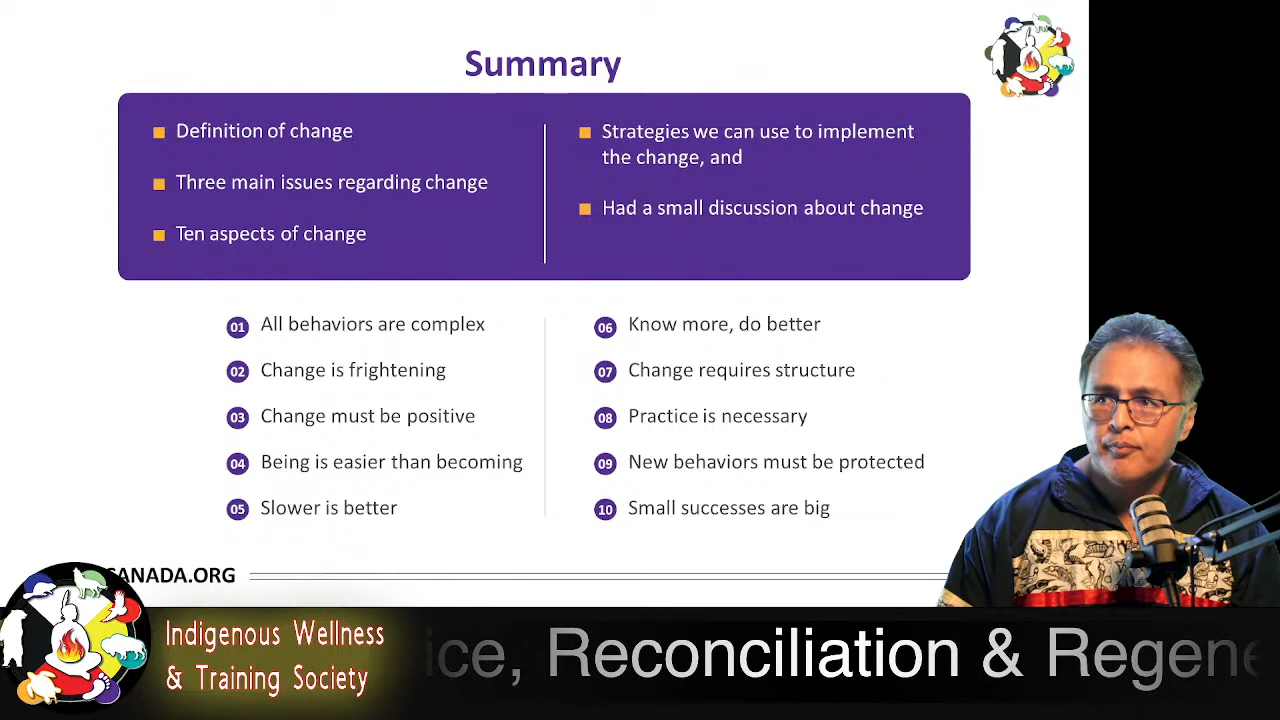 Summary
Definition of change
Three main issues regarding change
Ten aspects of change
Strategies we can use to implement
the change, and
Had a small discussion about change
01 All behaviors are complex
02 Change is frightening
03 Change must be positive
04 Being is easier than becoming
05 Slower is better
06 Know more, do better
07 Change requires structure
08 Practice is necessary
09 New behaviors must be protected
10 Small successes are big
CANADA.ORG
Indigenous Wellness
& Training Society
ice, Reconciliation & Regene